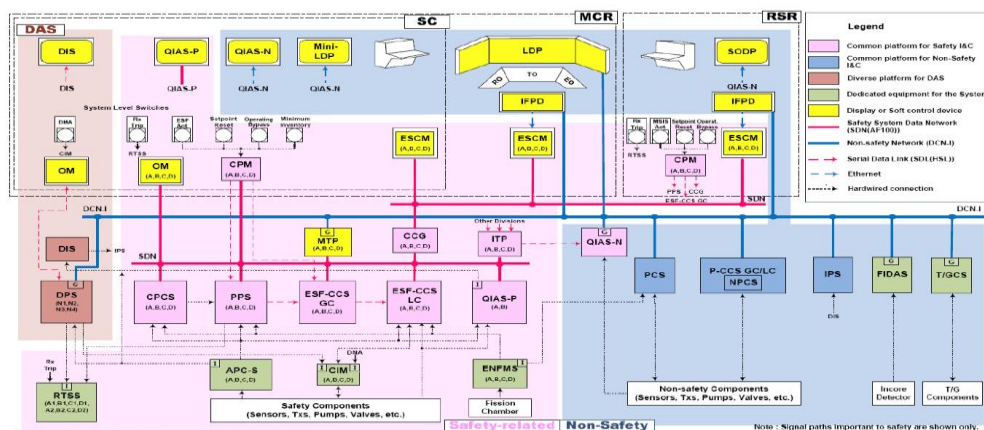 DAS
SC
MCR
RSR
DIS
DIS
QIAS-P
QIAS-P
QIAS-N
QIAS-N
Mini-LDP
QIAS-N
LDP
RO
TO
EO
IFPD
SODP
QIAS-N
IFPD
System Level Switches
DMA
CIM
OM
Rx Trip
RTSS
ESF Act.
Setpoint Reset
Operating Bypass
Minimum Inventory
OM
(A,B,C,D)
CPM
(A,B,C,D)
ESCM
(A,B,C,D)
ESCM
(A,B,C,D)
Rx Trip
RTSS
MSIS Act.
Setpoint Reset
Operat. Bypass
CPM
(A,B,C,D)
PPS
CCG
ESF-CCS GC
ESCM
(A,B,C,D)
SDN
DCN-I
DCN-I
DIS
IPS
SDN
MTP
(A,B,C,D)
G
CCG
(A,B,C,D)
Other Divisions
ITP
(A,B,C,D)
G
QIAS-N
DPS
(N1,N2, N3,N4)
G
CPCS
(A,B,C,D)
PPS
(A,B,C,D)
ESF-CCS GC
(A,B,C,D)
ESF-CCS LC
(A,B,C,D)
I
QIAS-P
(A,B)
PCS
P-CCS GC/LC
NPCS
IPS
DIS
G
FIDAS
G
T/GCS
Rx Trip
I
RTSS
(A1,B1,C1,D1, A2,B2,C2,D2)
I
APC-S
(A,B,C,D)
DMA
I
CIM
I
(A,B,C,D)
ENFMS
I
(A,B,C,D)
Safety Components
(Sensors, Txs, Pumps, Valves, etc.)
Fission Chamber
Non-safety Components
(Sensors, Txs, Pumps, Valves, etc.)
Incore Detector
T/G Components
Safety-related
Non-Safety
Note : Signal paths important to safety are shown only.
Legend
Common platform for Safety I&C
Common platform for Non-Safety I&C
Diverse platform for DAS
Dedicated equipment for the System
Display or Soft control device
Safety System Data Network (SDN(AF100))
Non-safety Network (DCN-I)
Serial Data Link (SDL(HSL))
Ethernet
Hardwired connection